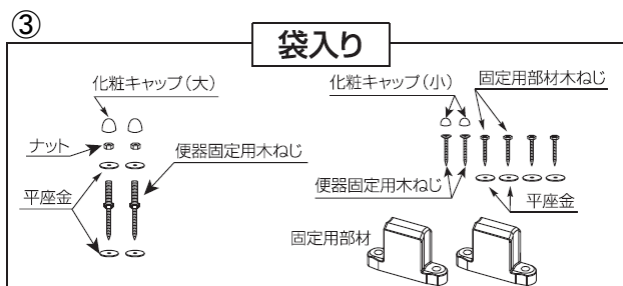 ③
袋入り
化粧キャップ（大）
ナット
便器固定用木ねじ
平座金
化粧キャップ（小）
固定用部材木ねじ
便器固定用木ねじ
平座金
固定用部材